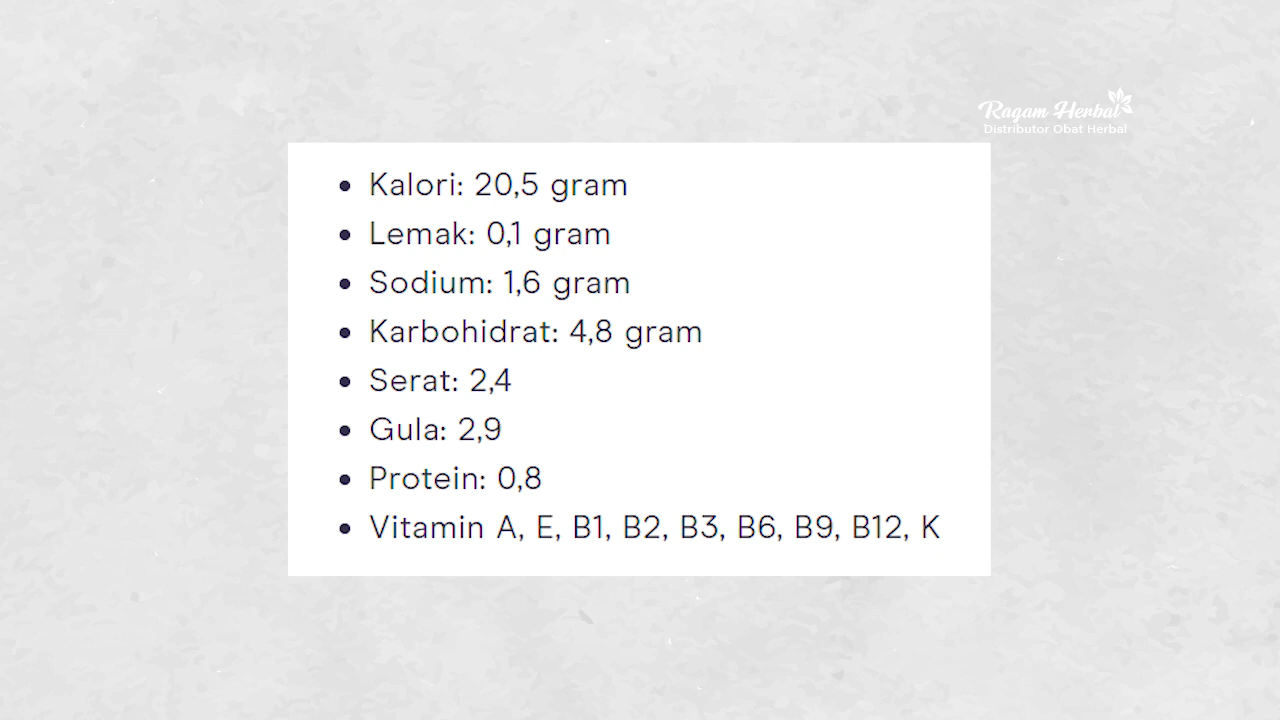 Ragam Herbal
Distributor Obat Herbal
• Kalori: 20,5 gram
• Lemak: 0,1 gram
• Sodium: 1,6 gram
• Karbohidrat: 4,8 gram
• Serat: 2,4
• Gula: 2,9
• Protein: 0,8
• Vitamin A, E, B1, B2, B3, B6, B9, B12, K